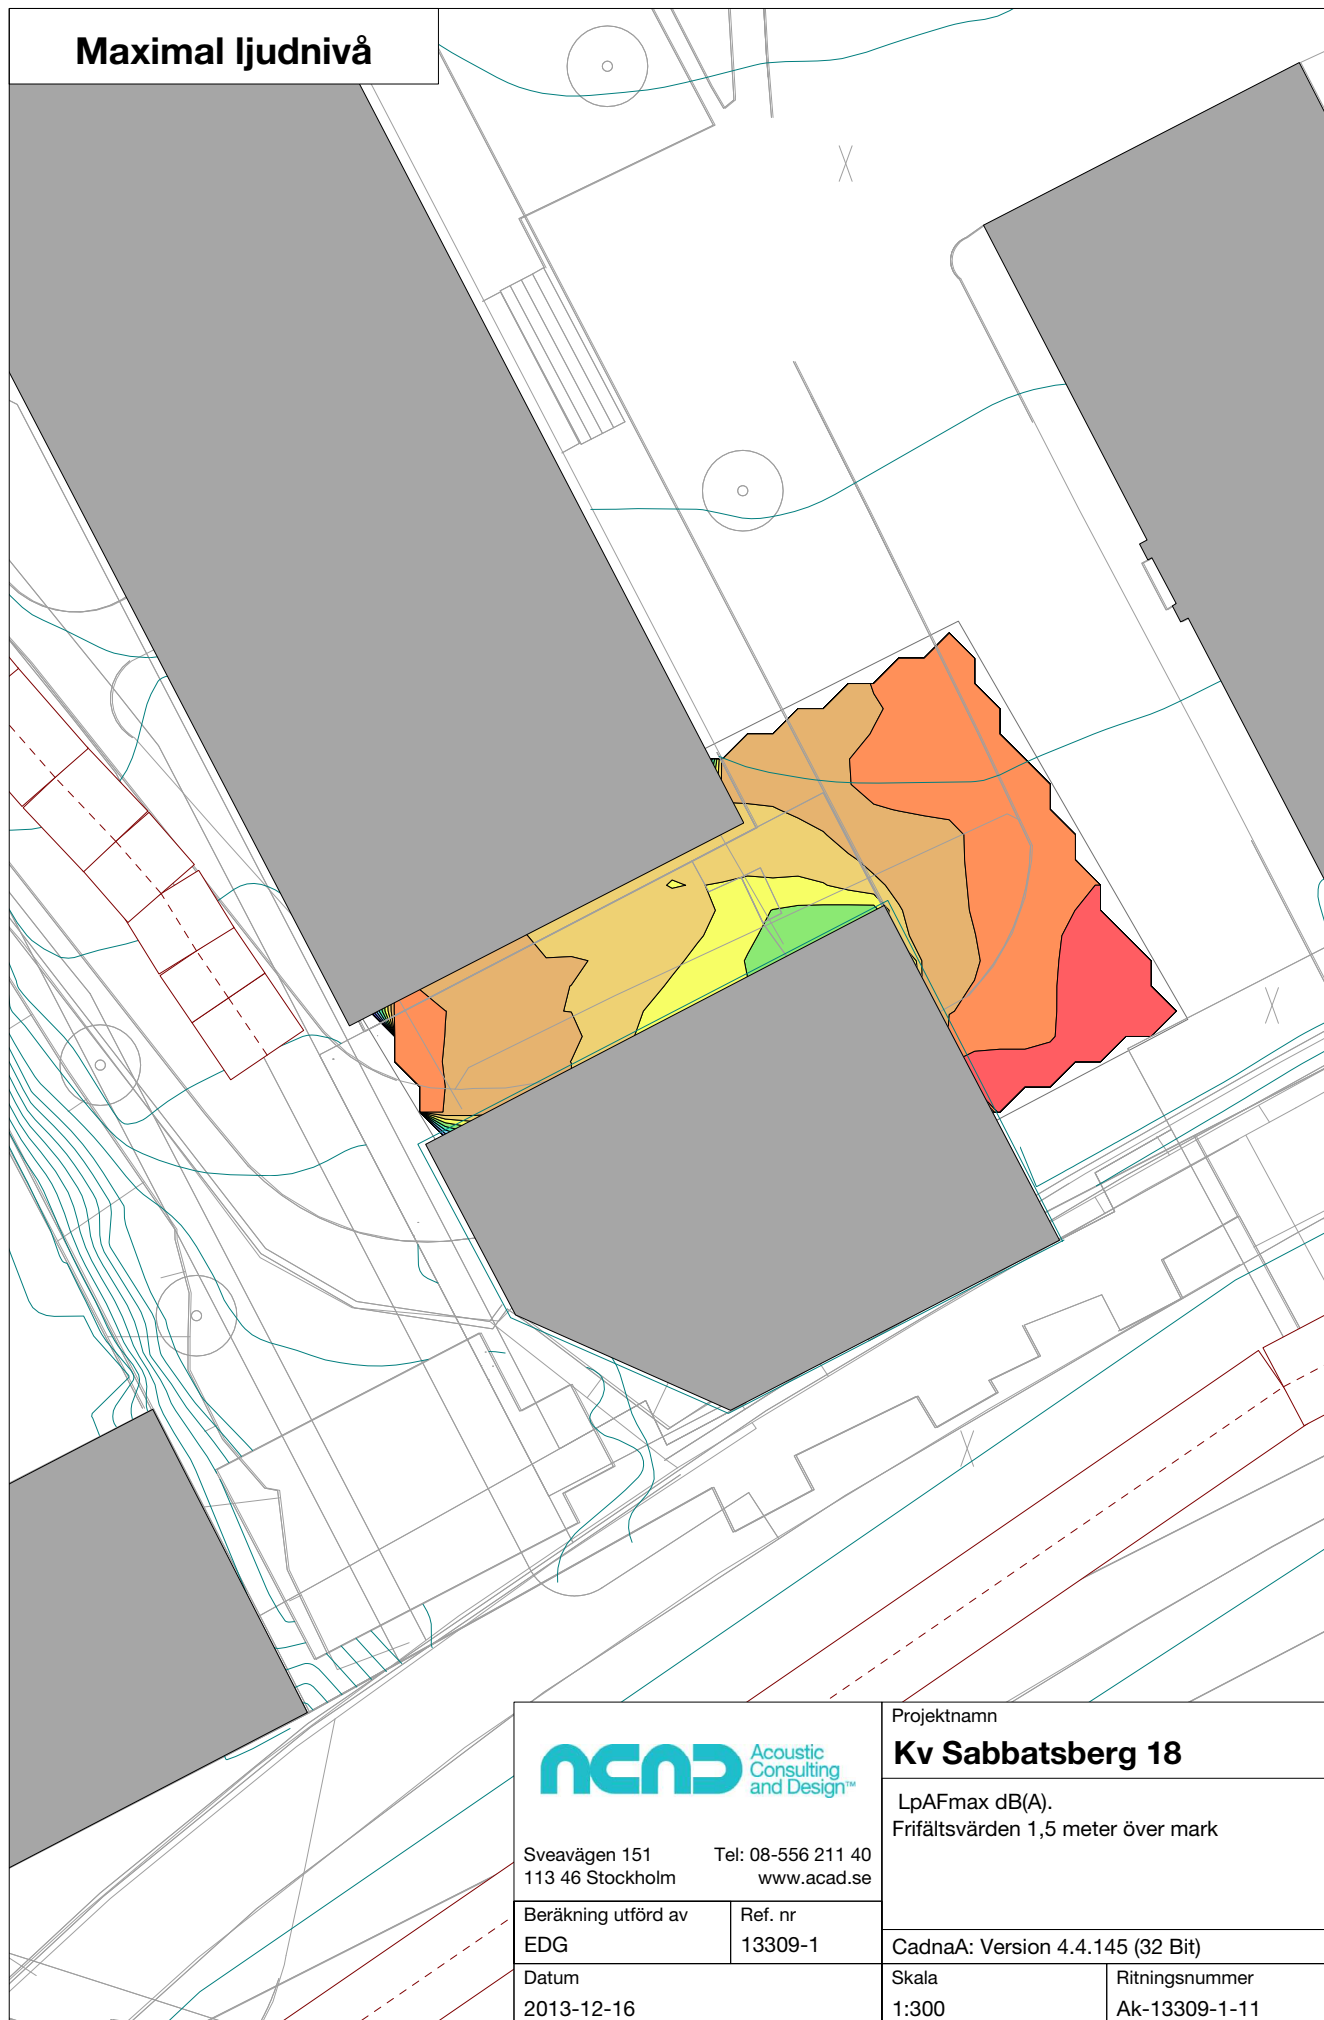 Maximal ljudnivå
ACAD
Acoustic
Consulting
and Design™
Sveavägen 151
113 46 Stockholm
Tel: 08-556 211 40
www.acad.se
Beräkning utförd av
EDG
Ref. nr
13309-1
Datum
2013-12-16
Projektnamn
Kv Sabbatsberg 18
LpAFmax dB(A).
Frifältsvärden 1,5 meter över mark
CadnaA: Version 4.4.145 (32 Bit)
Skala
1:300
Ritningsnummer
Ak-13309-1-11